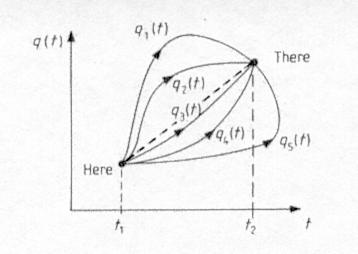 q₁(t)
q(t)
There
q₂(t)
q₃(t)
q₄(t)
q₅(t)
Here
t₁
t₂
t